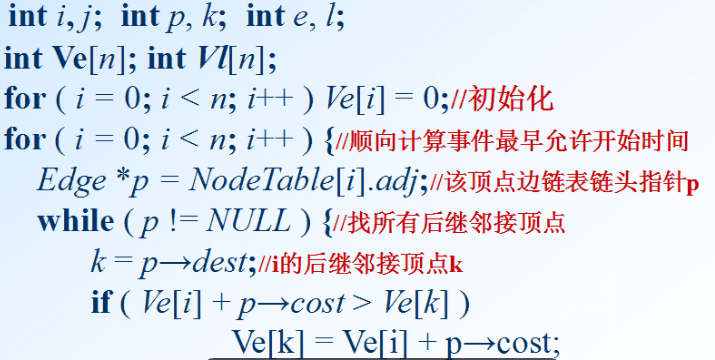 int i, j; int p, k; int e, l;
int Ve[n]; int Vl[n];
for ( i = 0; i < n; i++ ) Ve[i] = 0;//初始化
for ( i = 0; i < n; i++ ) {//顺向计算事件最早允许开始时间
Edge *p = NodeTable[i].adj;//该顶点边链表链头指针p
while ( p != NULL ) {//找所有后继邻接顶点
k = p→dest;//i的后继邻接顶点k
if ( Ve[i] + p→cost > Ve[k] )
Ve[k] = Ve[i] + p→cost;